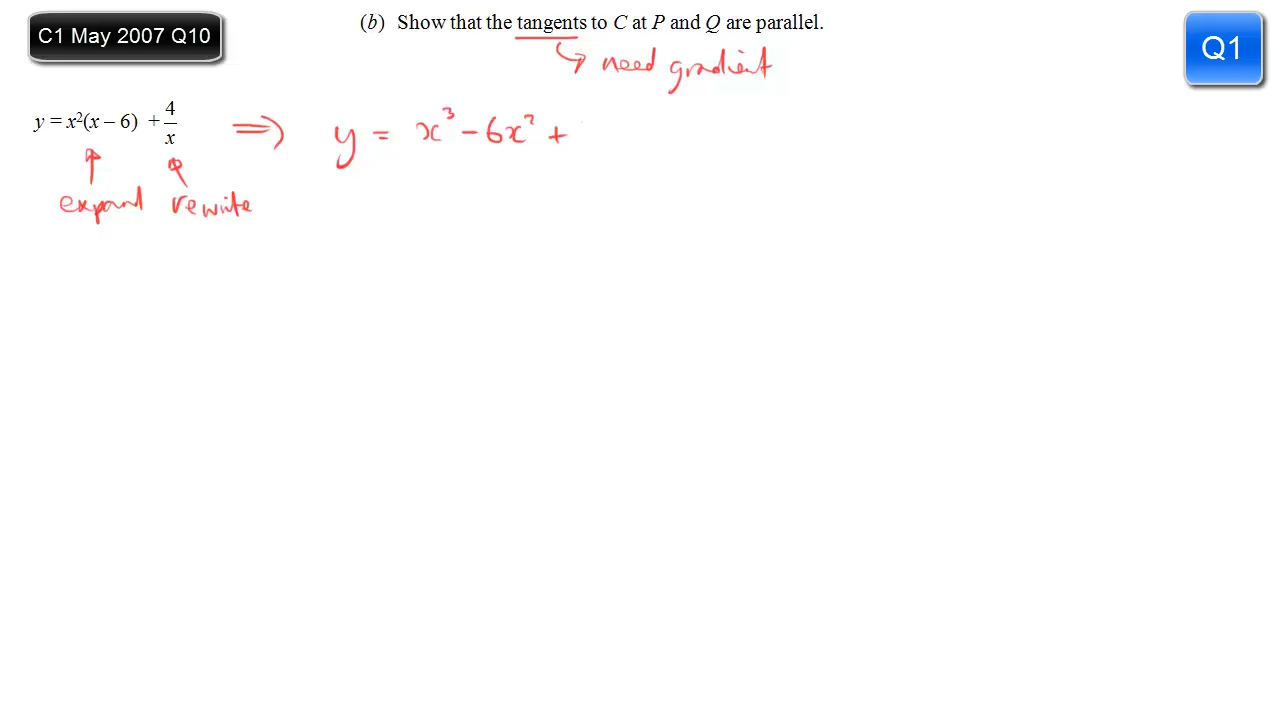 C1 May 2007 Q10
(b) Show that the tangents to C at P and Q are parallel.
Q1
need gradient
y = x²(x – 6) + 4/x ⇒ y = x³ – 6x² +
expand rewrite